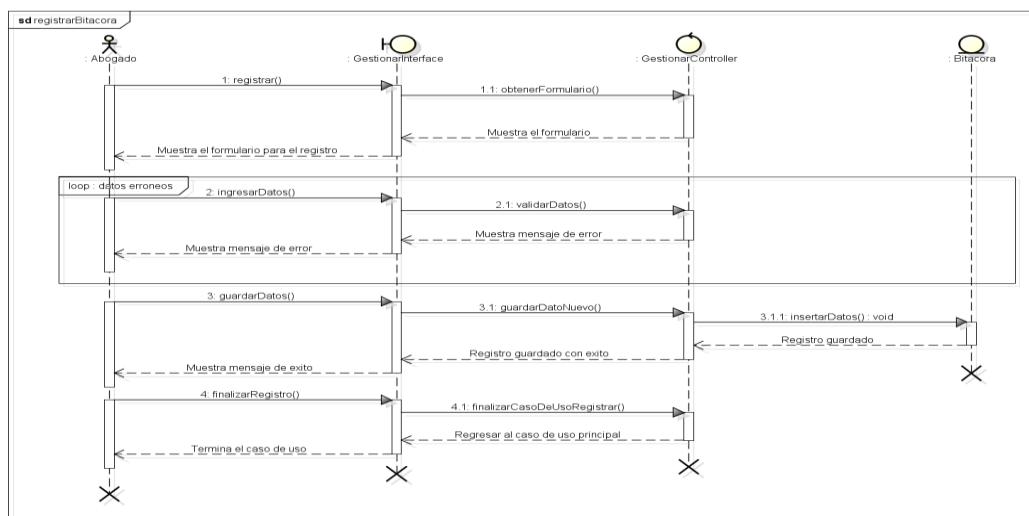 sd registrarBitacora
: Abogado
: GestionarInterface
: GestionarController
: Bitacora
1: registrar()
1.1: obtenerFormulario()
Muestra el formulario
Muestra el formulario para el registro
loop : datos erroneos
2: ingresarDatos()
2.1: validarDatos()
Muestra mensaje de error
Muestra mensaje de error
3: guardarDatos()
3.1: guardarDatoNuevo()
3.1.1: insertarDatos() : void
Registro guardado
Registro guardado con exito
Muestra mensaje de exito
4: finalizarRegistro()
4.1: finalizarCasoDeUsoRegistrar()
Regresar al caso de uso principal
Termina el caso de uso